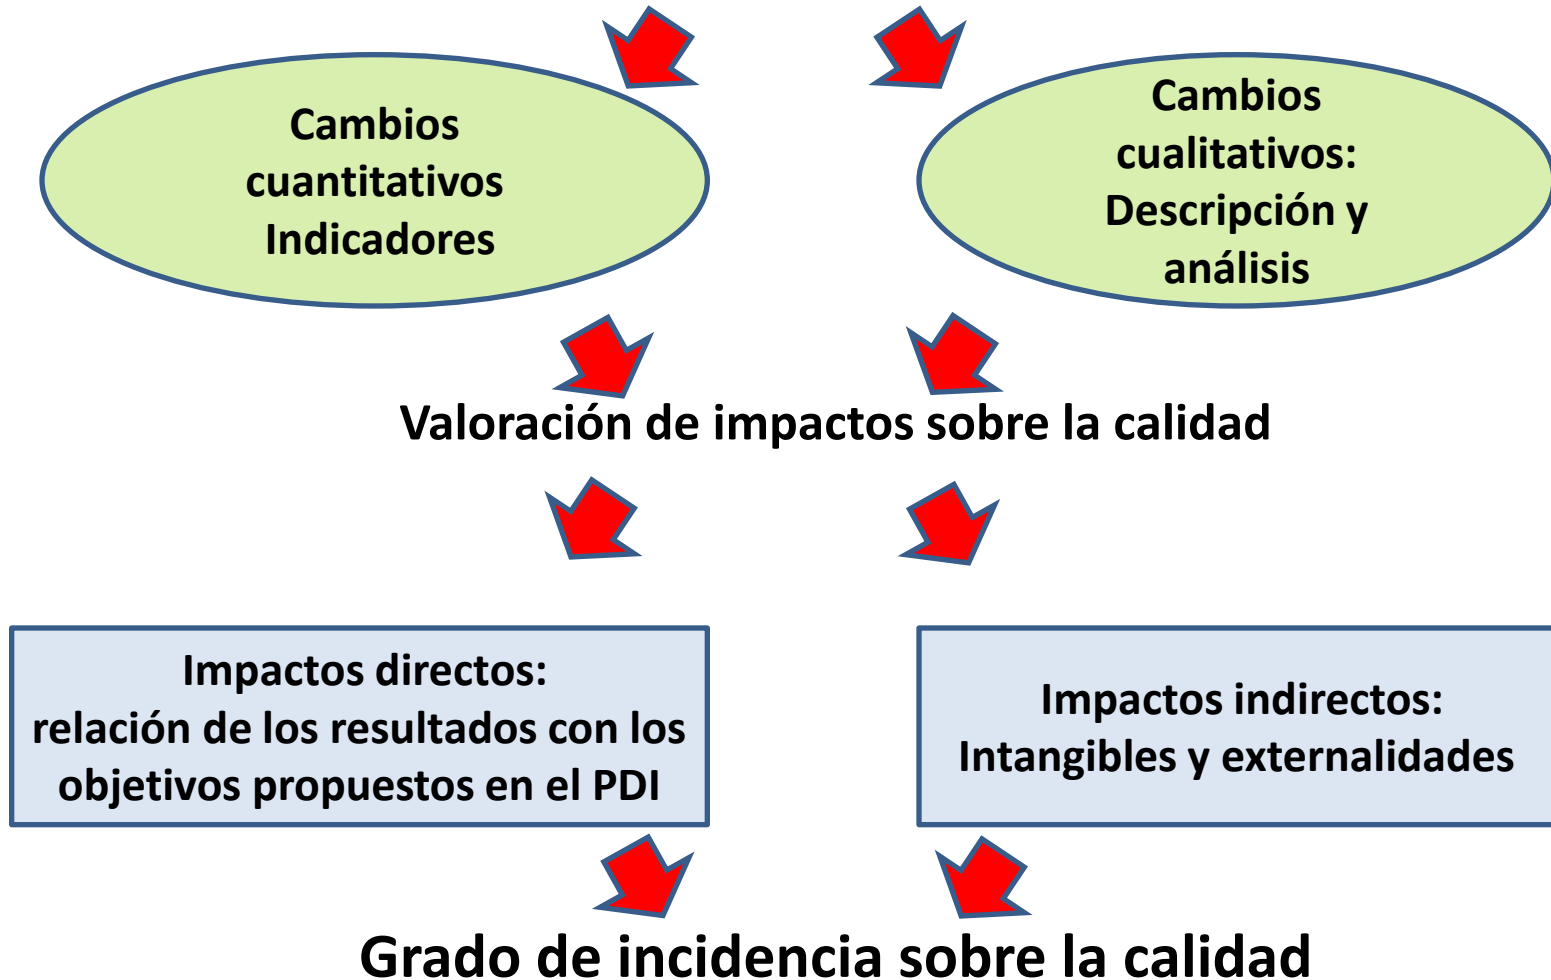 Cambios
cuantitativos
Indicadores
Cambios
cualitativos:
Descripción y
análisis
Valoración de impactos sobre la calidad
Impactos directos:
relación de los resultados con los
objetivos propuestos en el PDI
Impactos indirectos:
Intangibles y externalidades
Grado de incidencia sobre la calidad